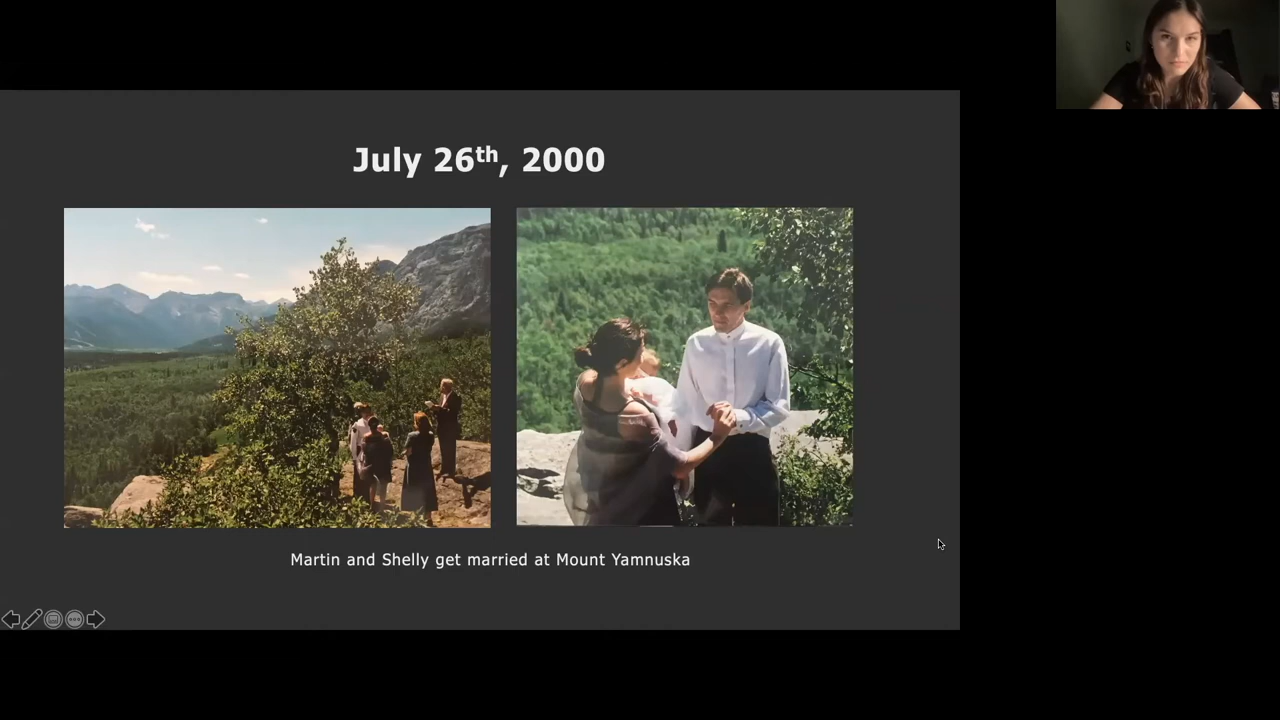 July 26th, 2000
Martin and Shelly get married at Mount Yamnuska